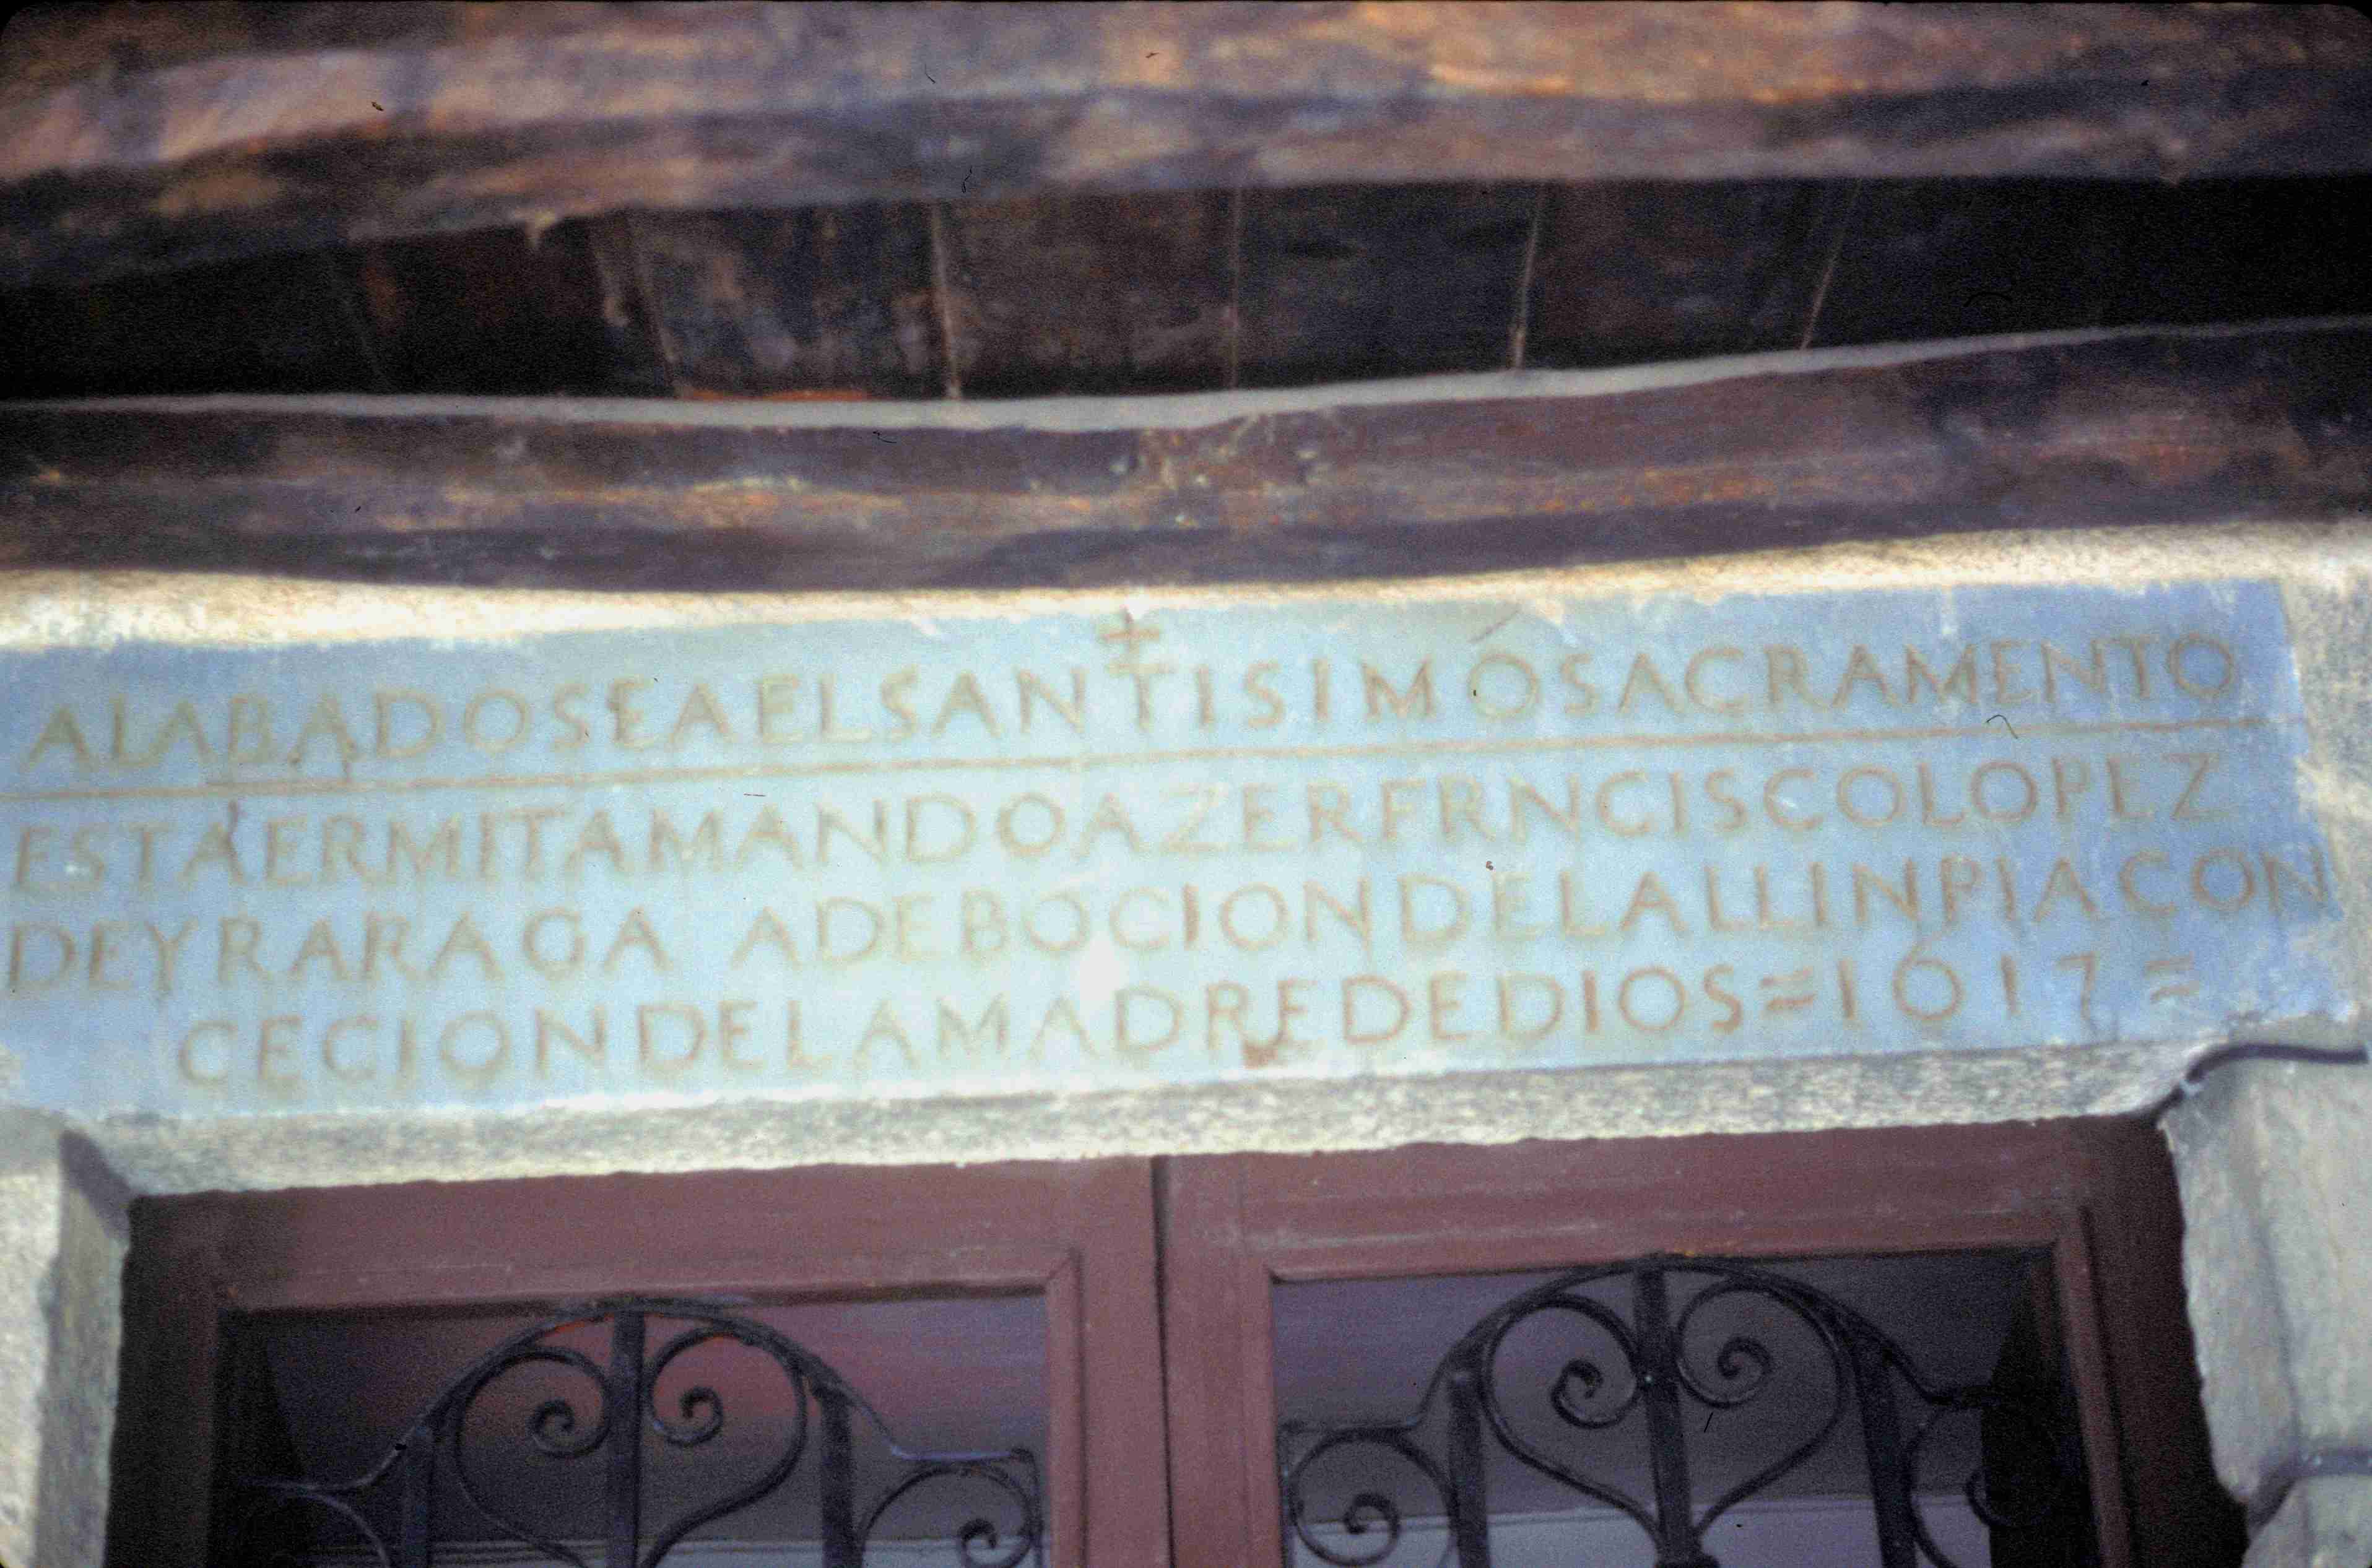 ALABADOSEAELSANTISIMOSACRAMENTO
ESTAERMITAMANDOAZERFRNCISCOLOPEZ
DEYRARAGA ADEBOCIONDELALLINPIACON
CECIONDELAMADREDEDIOS=1617=